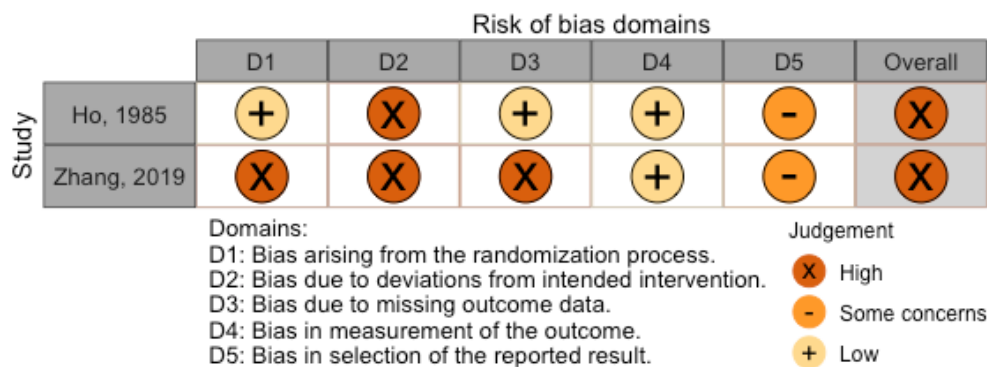 Risk of bias domains
D1 D2 D3 D4 D5 Overall
Study
Ho, 1985 + X + + - X
Zhang, 2019 X X X + - X
Domains:
D1: Bias arising from the randomization process.
D2: Bias due to deviations from intended intervention.
D3: Bias due to missing outcome data.
D4: Bias in measurement of the outcome.
D5: Bias in selection of the reported result.
Judgement
X High
- Some concerns
+ Low